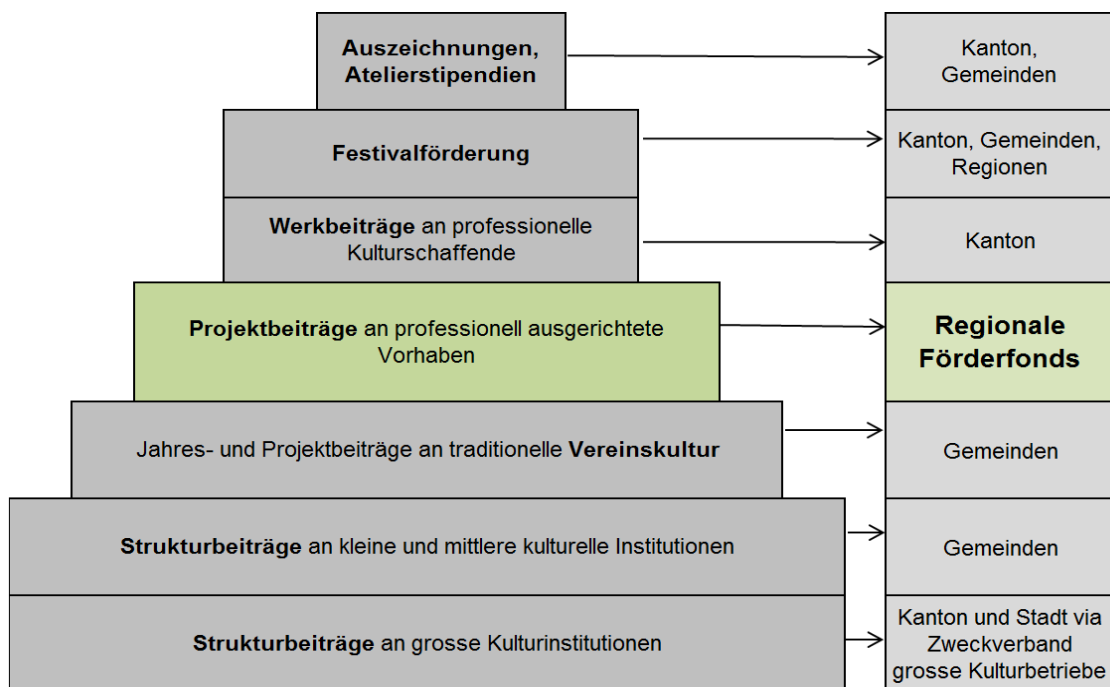 Auszeichnungen,
Atelierstipendien
Kanton,
Gemeinden
Festivalförderung
Kanton, Gemeinden,
Regionen
Werkbeiträge an professionelle
Kulturschaffende
Kanton
Projektbeiträge an professionell ausgerichtete
Vorhaben
Regionale
Förderfonds
Jahres- und Projektbeiträge an traditionelle Vereinskultur
Gemeinden
Strukturbeiträge an kleine und mittlere kulturelle Institutionen
Gemeinden
Strukturbeiträge an grosse Kulturinstitutionen
Kanton und Stadt via
Zweckverband
grosse Kulturbetriebe